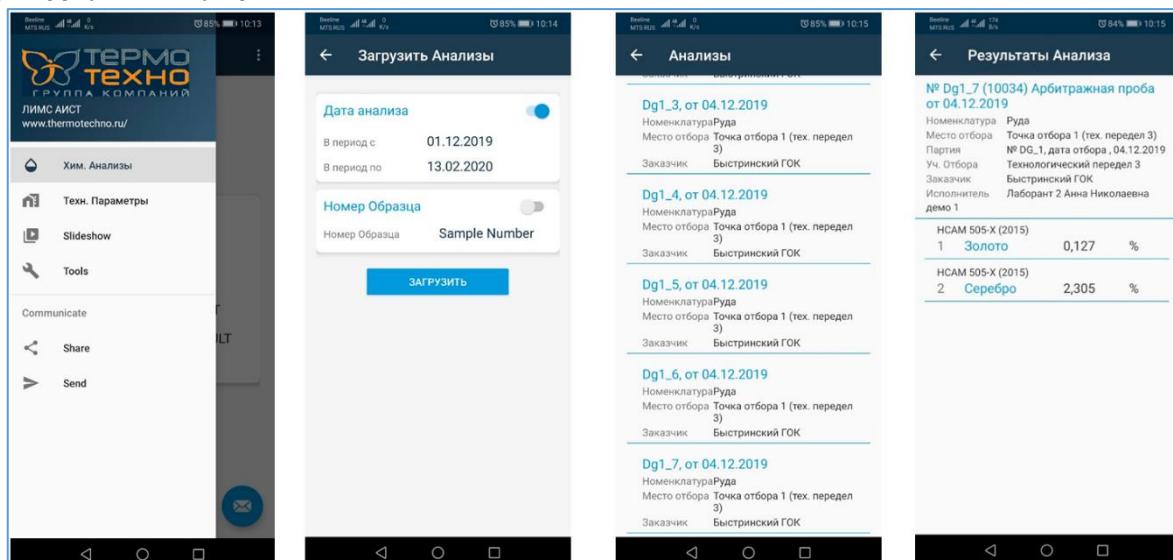 Beeline
MTS RUS
0
K/s
85%
10:13
ТЕРМО
ТЕХНО
ГРУППА КОМПАНИЙ
ЛИМС АИСТ
www.thermotechno.ru/
Хим. Анализы
Техн. Параметры
Slideshow
Tools
Communicate
Share
Send
Beeline
MTS RUS
0
K/s
85%
10:14
Загрузить Анализы
Дата анализа
В период с 01.12.2019
В период по 13.02.2020
Номер Образца
Номер Образца Sample Number
ЗАГРУЗИТЬ
Beeline
MTS RUS
0
K/s
85%
10:15
Анализы
Заказчик Быстринский ГОК
Dg1_3, от 04.12.2019
Номенклатура Руда
Место отбора Точка отбора 1 (тех. передел
3)
Заказчик Быстринский ГОК
Dg1_4, от 04.12.2019
Номенклатура Руда
Место отбора Точка отбора 1 (тех. передел
3)
Заказчик Быстринский ГОК
Dg1_5, от 04.12.2019
Номенклатура Руда
Место отбора Точка отбора 1 (тех. передел
3)
Заказчик Быстринский ГОК
Dg1_6, от 04.12.2019
Номенклатура Руда
Место отбора Точка отбора 1 (тех. передел
3)
Заказчик Быстринский ГОК
Dg1_7, от 04.12.2019
Номенклатура Руда
Место отбора Точка отбора 1 (тех. передел
3)
Заказчик Быстринский ГОК
Beeline
MTS RUS
174
B/s
84%
10:15
Результаты Анализа
№ Dg1_7 (10034) Арбитражная проба
от 04.12.2019
Номенклатура Руда
Место отбора Точка отбора 1 (тех. передел 3)
Партия № DG_1, дата отбора , 04.12.2019
Уч. Отбора Технологический передел 3
Заказчик Быстринский ГОК
Исполнитель Лаборант 2 Анна Николаевна
демо 1
НСАМ 505-Х (2015)
1 Золото 0,127 %
НСАМ 505-Х (2015)
2 Серебро 2,305 %